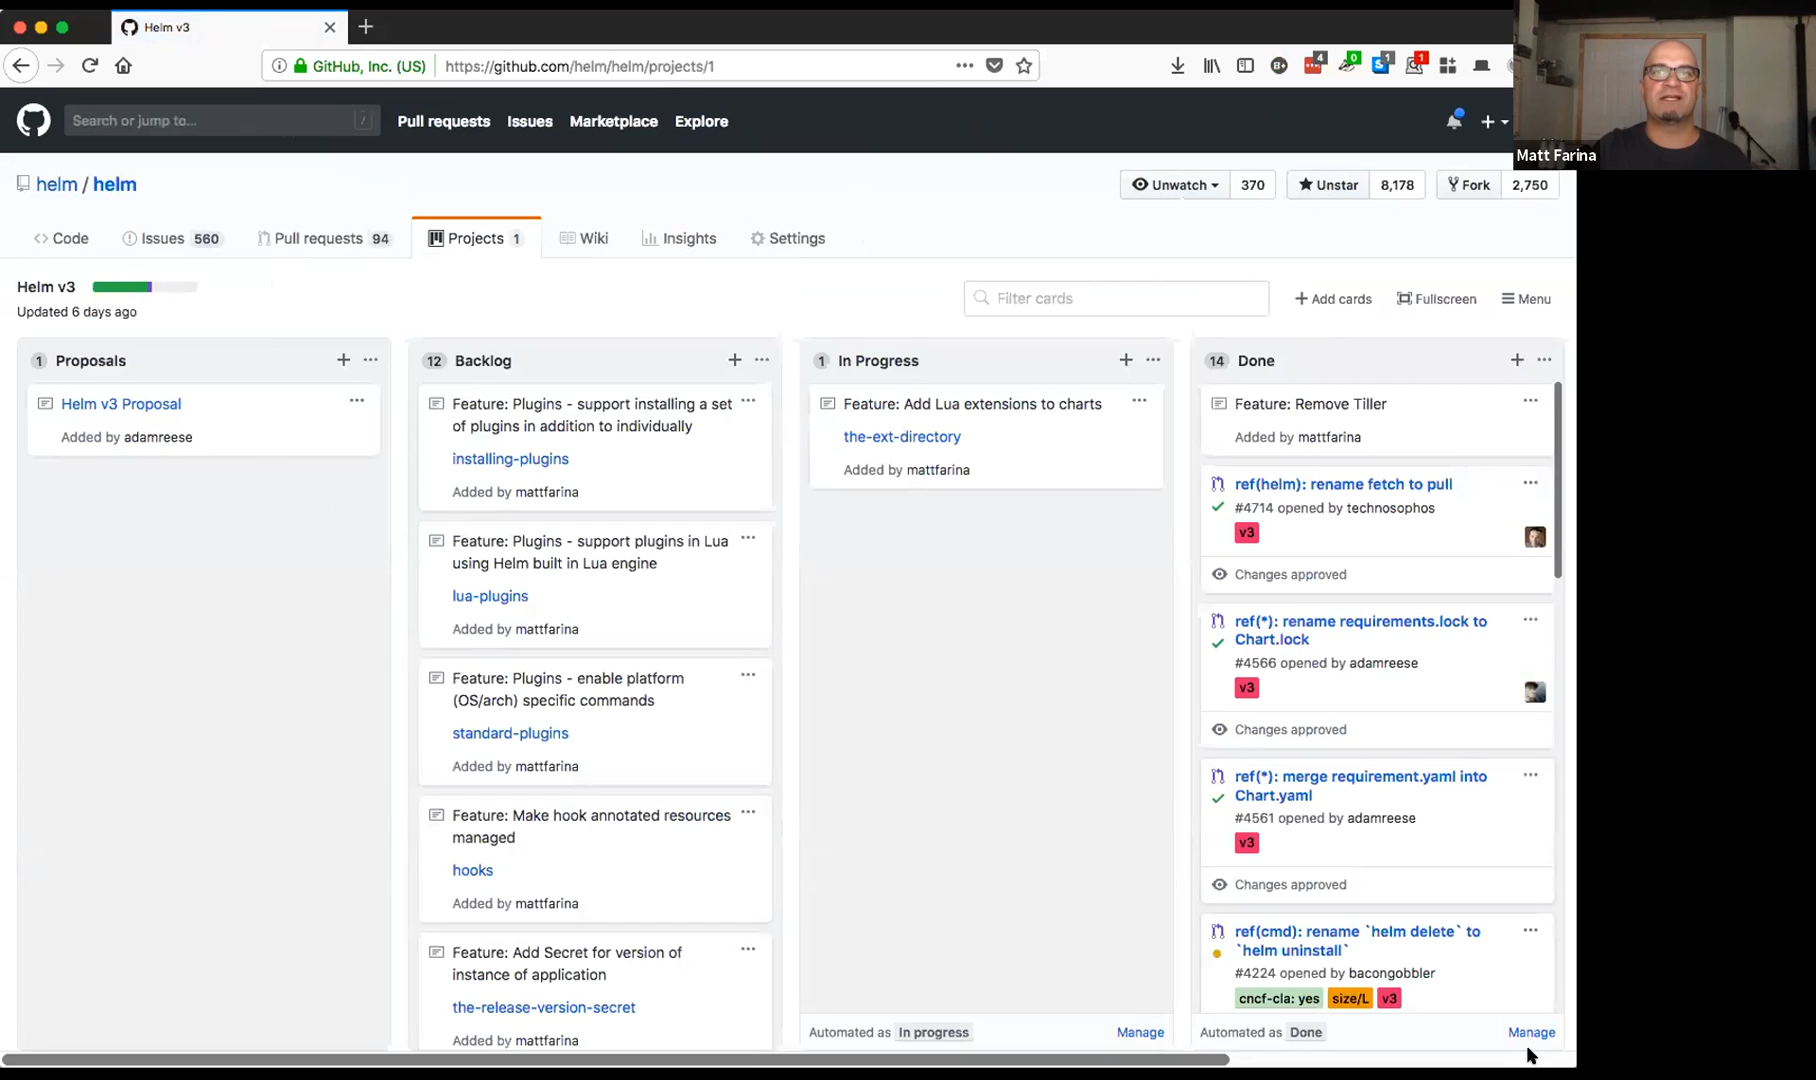 Helm v3
GitHub, Inc. (US)
https://github.com/helm/helm/projects/1
4
0
1
1
Search or jump to...
/
Pull requests
Issues
Marketplace
Explore
Matt Farina
helm / helm
Unwatch
370
Unstar
8,178
Fork
2,750
Code
Issues 560
Pull requests 94
Projects 1
Wiki
Insights
Settings
Helm v3
Updated 6 days ago
Filter cards
Add cards
Fullscreen
Menu
1 Proposals
Helm v3 Proposal
Added by adamreese
12 Backlog
Feature: Plugins - support installing a set
of plugins in addition to individually
installing-plugins
Added by mattfarina
Feature: Plugins - support plugins in Lua
using Helm built in Lua engine
lua-plugins
Added by mattfarina
Feature: Plugins - enable platform
(OS/arch) specific commands
standard-plugins
Added by mattfarina
Feature: Make hook annotated resources
managed
hooks
Added by mattfarina
Feature: Add Secret for version of
instance of application
the-release-version-secret
Added by mattfarina
1 In Progress
Feature: Add Lua extensions to charts
the-ext-directory
Added by mattfarina
Automated as In progress
Manage
14 Done
Feature: Remove Tiller
Added by mattfarina
ref(helm): rename fetch to pull
#4714 opened by technosophos
v3
Changes approved
ref(*): rename requirements.lock to
Chart.lock
#4566 opened by adamreese
v3
Changes approved
ref(*): merge requirement.yaml into
Chart.yaml
#4561 opened by adamreese
v3
Changes approved
ref(cmd): rename `helm delete` to
`helm uninstall`
#4224 opened by bacongobbler
cncf-cla: yes size/L v3
Automated as Done
Manage